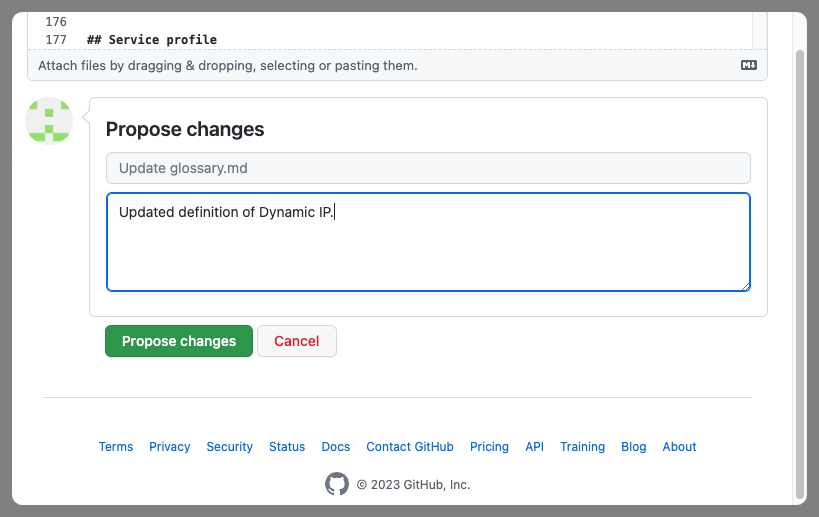 176
177 ## Service profile
Attach files by dragging & dropping, selecting or pasting them.
Propose changes
Update glossary.md
Updated definition of Dynamic IP.
Propose changes Cancel
Terms Privacy Security Status Docs Contact GitHub Pricing API Training Blog About
© 2023 GitHub, Inc.